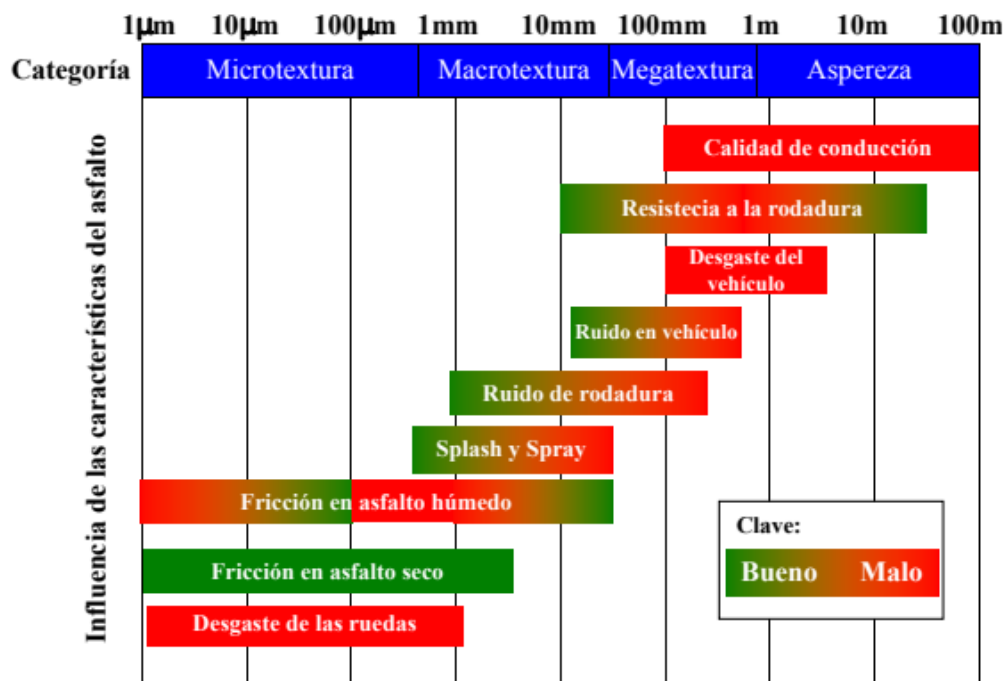 1μm 10μm 100μm 1mm 10mm 100mm 1m 10m 100m
Categoría Microtextura Macrotextura Megatextura Aspereza
Influencia de las características del asfalto
Calidad de conducción
Resistecia a la rodadura
Desgaste del
vehículo
Ruido en vehículo
Ruido de rodadura
Splash y Spray
Fricción en asfalto húmedo
Fricción en asfalto seco
Desgaste de las ruedas
Clave:
Bueno Malo